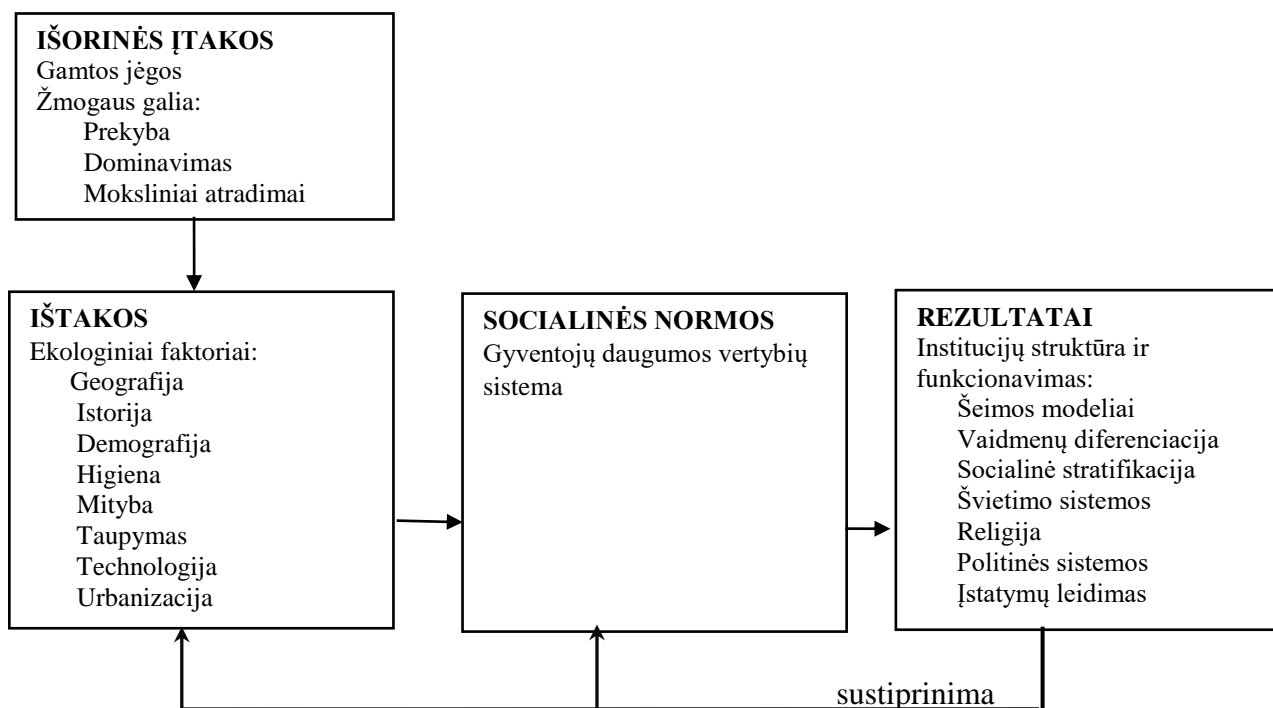 IŠORINĖS ĮTAKOS
Gamtos jėgos
Žmogaus galia:
Prekyba
Dominavimas
Moksliniai atradimai
IŠTAKOS
Ekologiniai faktoriai:
Geografija
Istorija
Demografija
Higiena
Mityba
Taupymas
Technologija
Urbanizacija
SOCIALINĖS NORMOS
Gyventojų daugumos vertybių
sistema
REZULTATAI
Institucijų struktūra ir
funkcionavimas:
Šeimos modeliai
Vaidmenų diferenciacija
Socialinė stratifikacija
Švietimo sistemos
Religija
Politinės sistemos
Įstatymų leidimas
sustiprinima